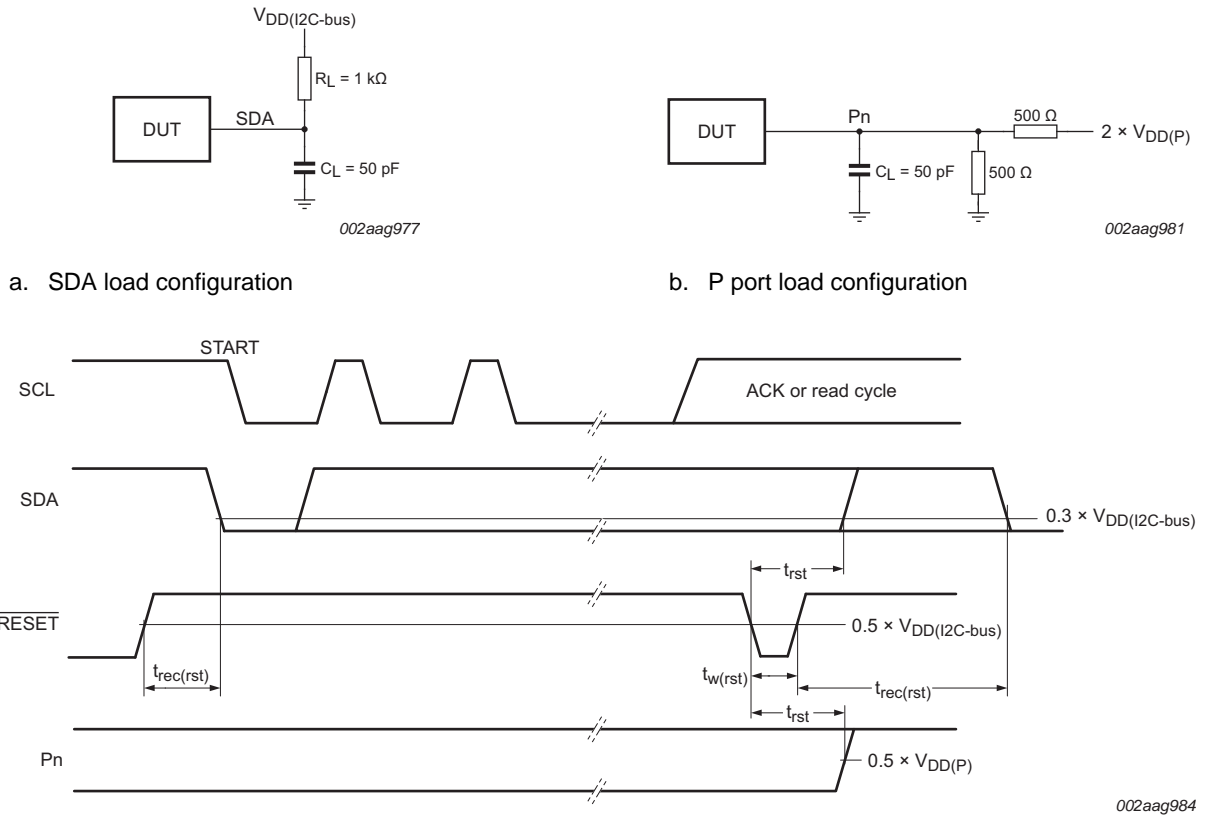 VDD(I2C-bus)
RL = 1 kΩ
DUT
SDA
CL = 50 pF
002aag977
DUT
Pn
500 Ω
2 × VDD(P)
CL = 50 pF
500 Ω
002aag981
a. SDA load configuration
b. P port load configuration
START
SCL
ACK or read cycle
SDA
0.3 × VDD(I2C-bus)
trst
RESET
0.5 × VDD(I2C-bus)
trec(rst)
tw(rst)
trec(rst)
trst
Pn
0.5 × VDD(P)
002aag984